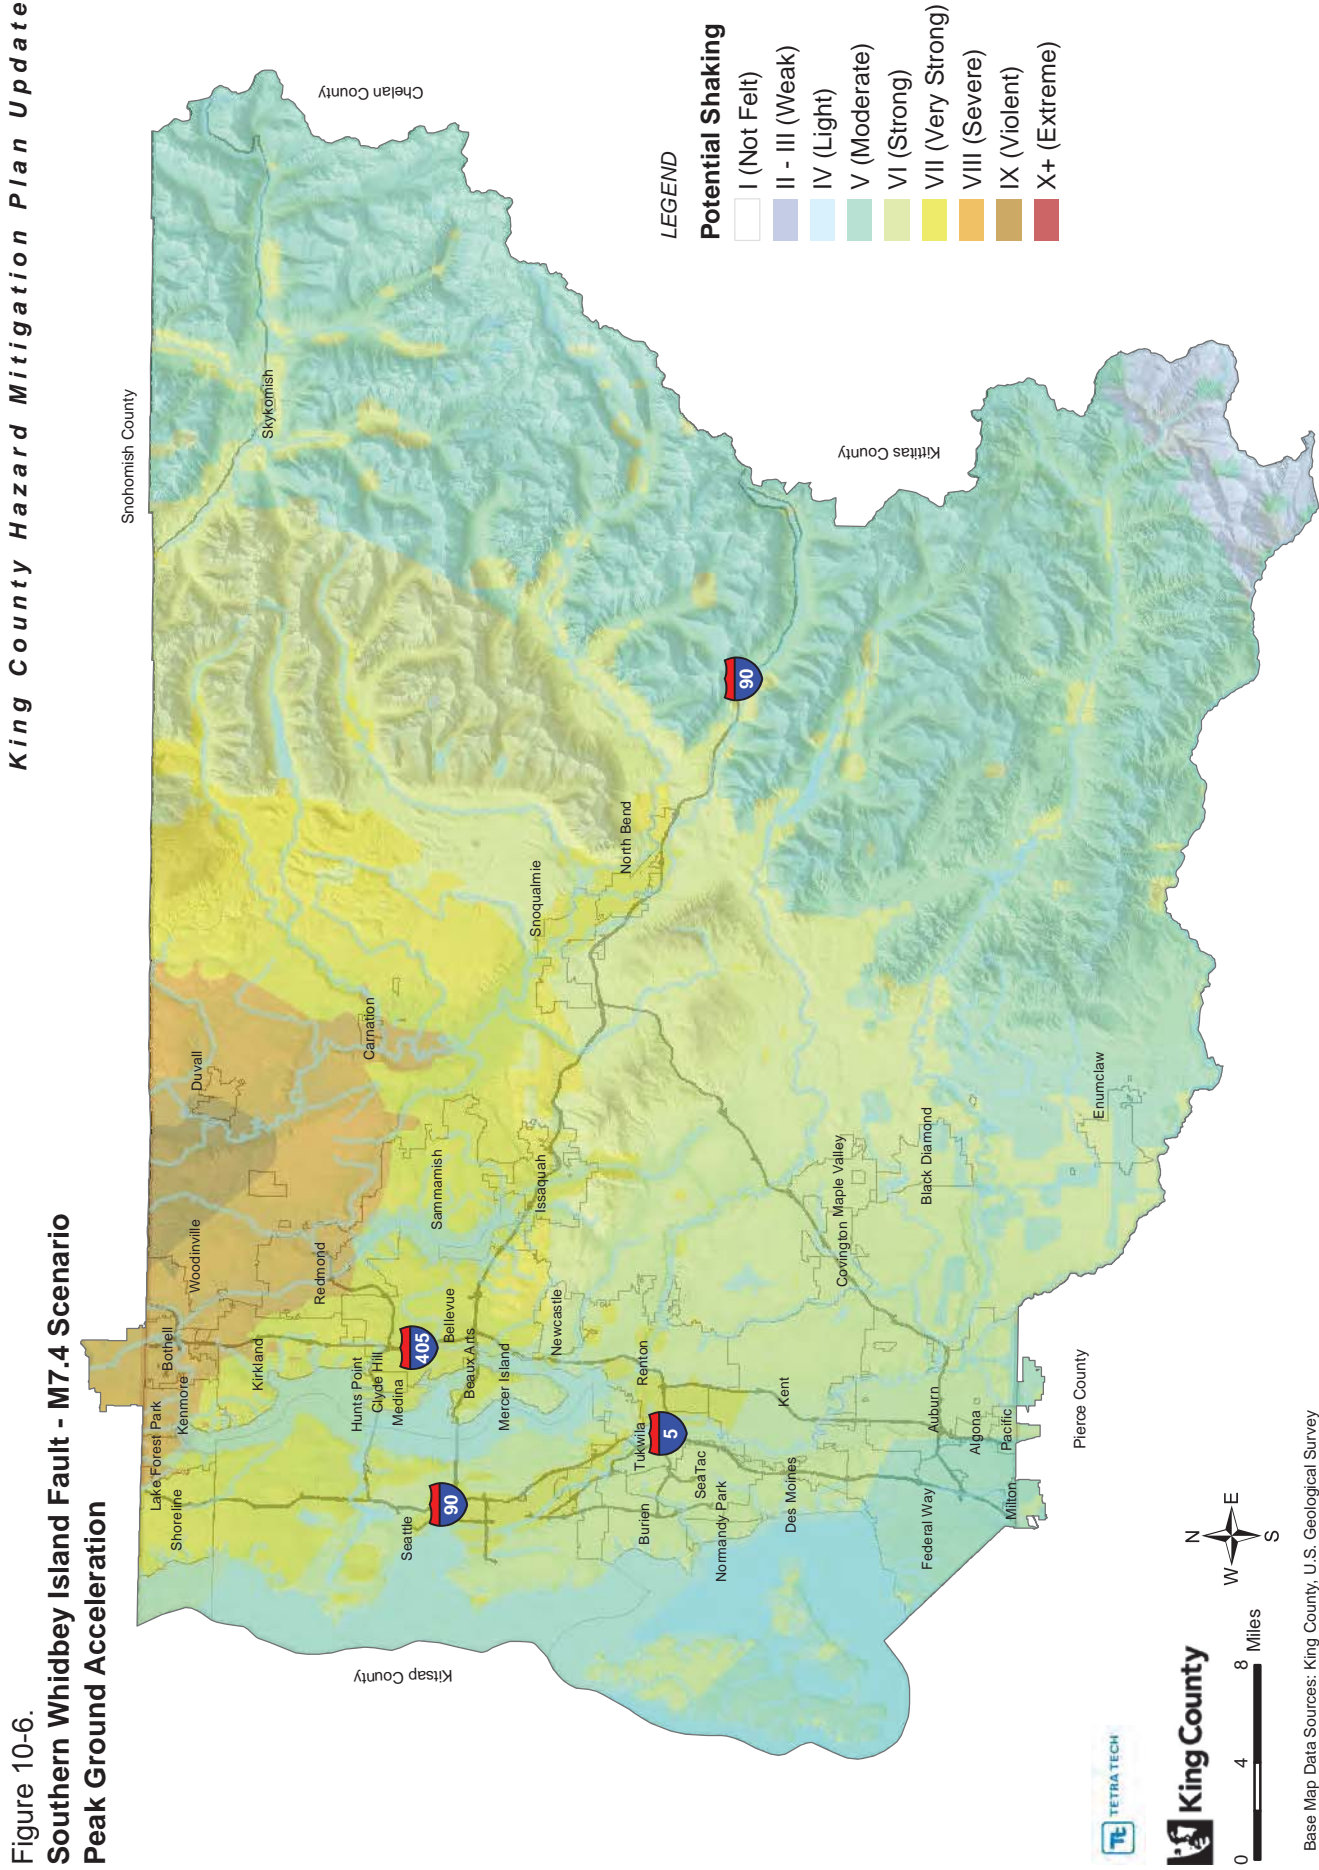 King County Hazard Mitigation Plan Update
Figure 10-6.
Southern Whidbey Island Fault - M7.4 Scenario
Peak Ground Acceleration
Snohomish County
Chelan County
Kittitas County
Pierce County
Kitsap County
Skykomish
Duvall
Carnation
Woodinville
Redmond
Bothell
Kenmore
Lake Forest Park
Shoreline
Kirkland
Hunts Point
Clyde Hill
Medina
405
Bellevue
Beaux Arts
Mercer Island
Newcastle
Sammamish
Issaquah
Snoqualmie
North Bend
90
Seattle
90
Renton
Tukwila
5
SeaTac
Burien
Normandy Park
Des Moines
Kent
Covington
Maple Valley
Black Diamond
Enumclaw
Auburn
Algona
Pacific
Milton
Federal Way
LEGEND
Potential Shaking
I (Not Felt)
II - III (Weak)
IV (Light)
V (Moderate)
VI (Strong)
VII (Very Strong)
VIII (Severe)
IX (Violent)
X+ (Extreme)
N
W
E
S
TETRA TECH
King County
0 4 8
Miles
Base Map Data Sources: King County, U.S. Geological Survey